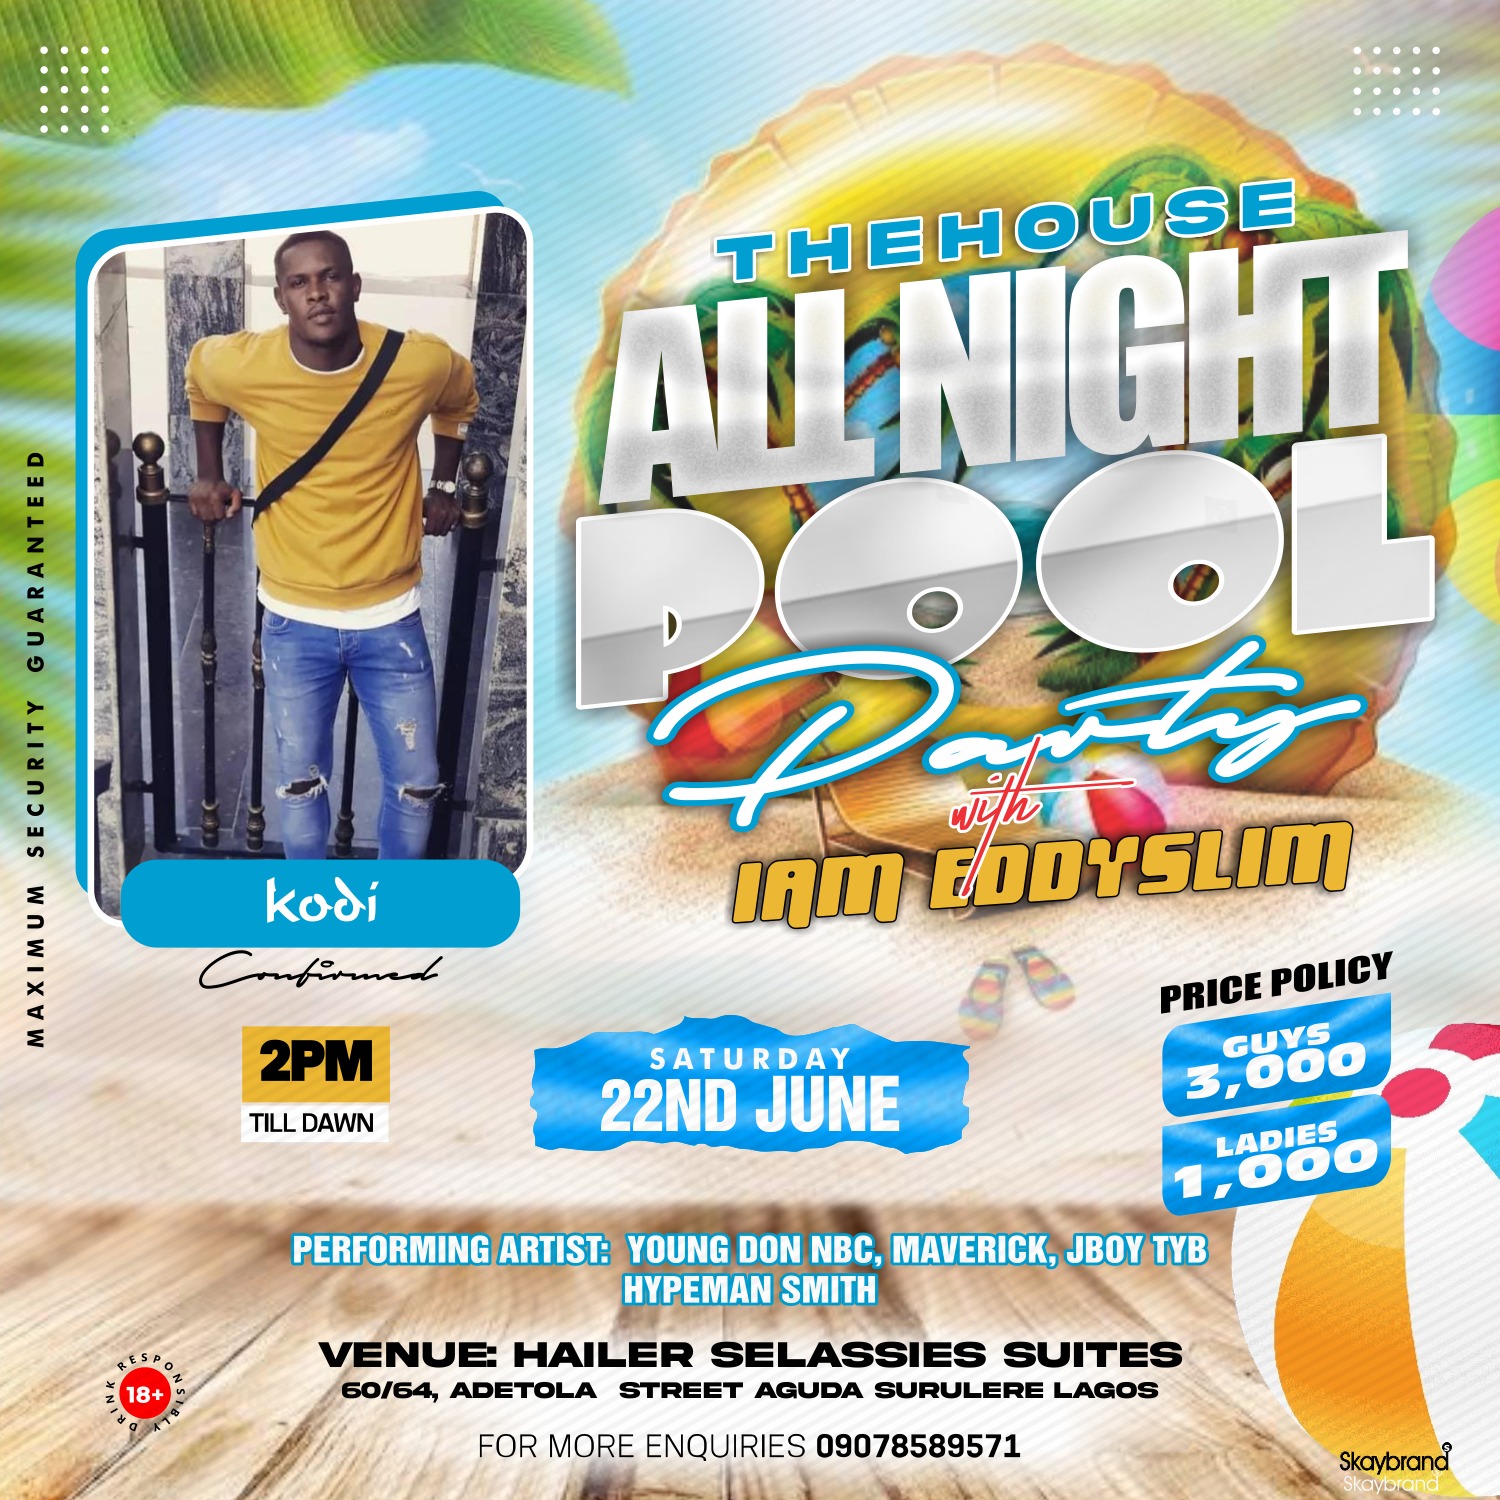 THEHOUSE
ALL NIGHT
POOL
Party
with
IAM EDDYSLIM
MAXIMUM SECURITY GUARANTEED
kodi
Confirmed
2PM
TILL DAWN
SATURDAY
22ND JUNE
PRICE POLICY
GUYS
3,000
LADIES
1,000
PERFORMING ARTIST: YOUNG DON NBC, MAVERICK, JBOY TYB
HYPEMAN SMITH
VENUE: HAILER SELASSIES SUITES
60/64, ADETOLA STREET AGUDA SURULERE LAGOS
DRINK RESPONSIBLY
18+
FOR MORE ENQUIRIES 09078589571
Skaybrand S
Skaybrand